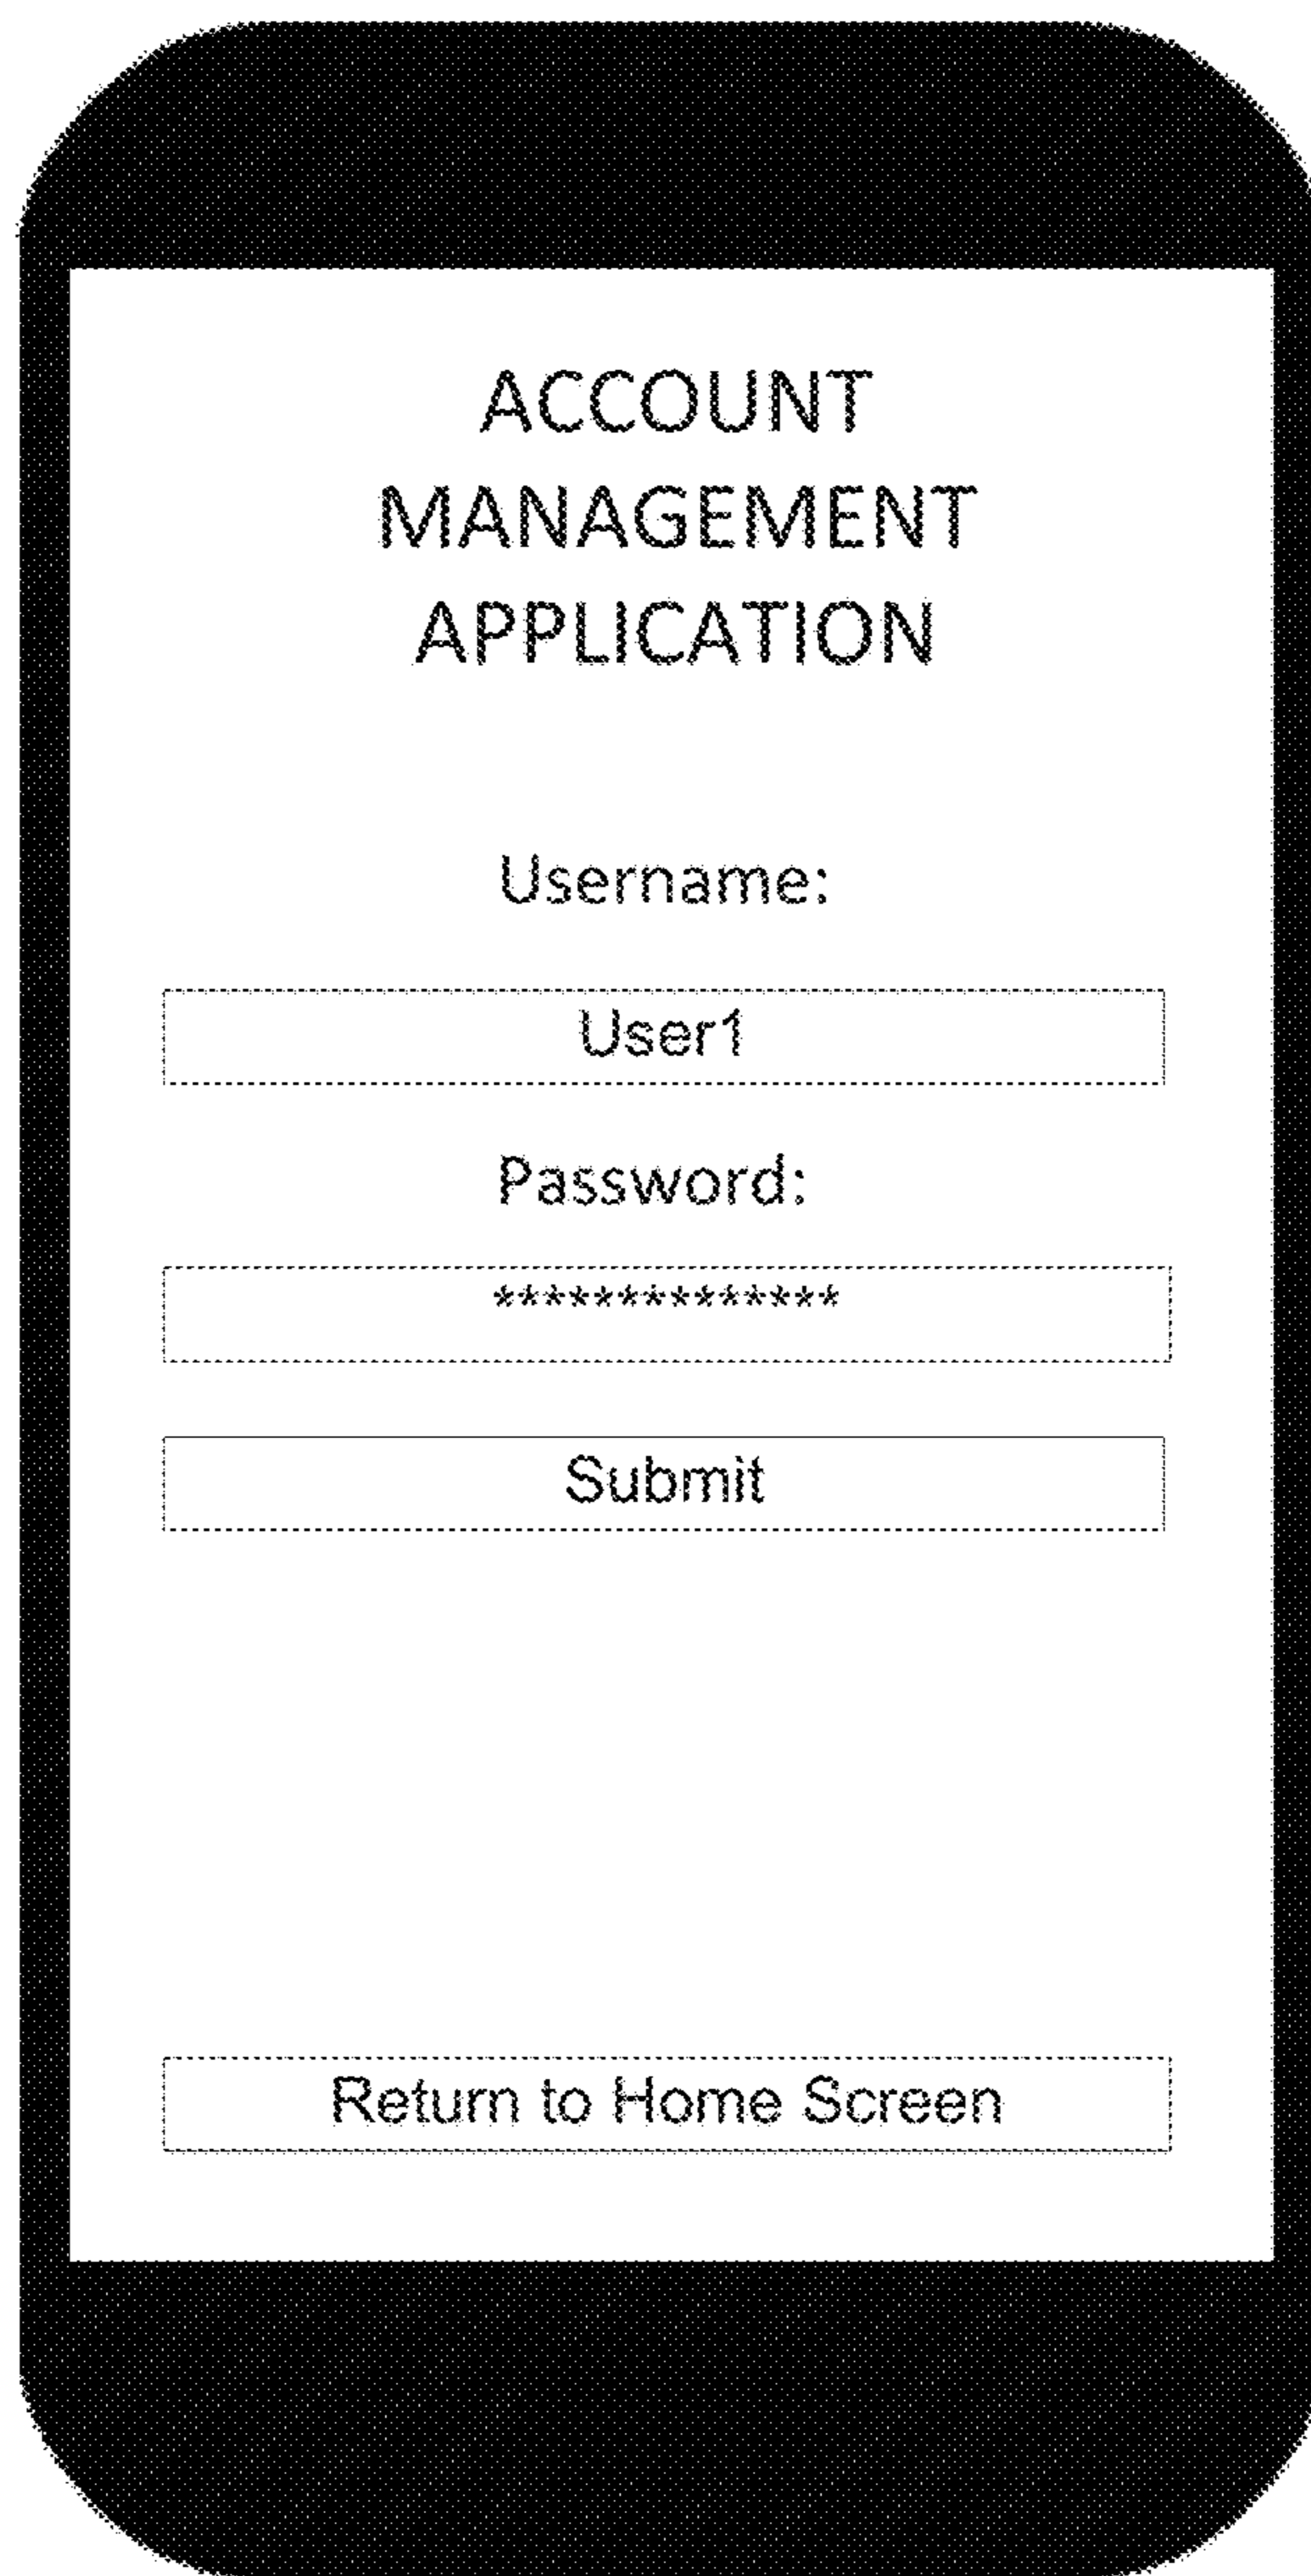 ACCOUNT
MANAGEMENT
APPLICATION
Username:
User1
Password:
**************
Submit
Return to Home Screen